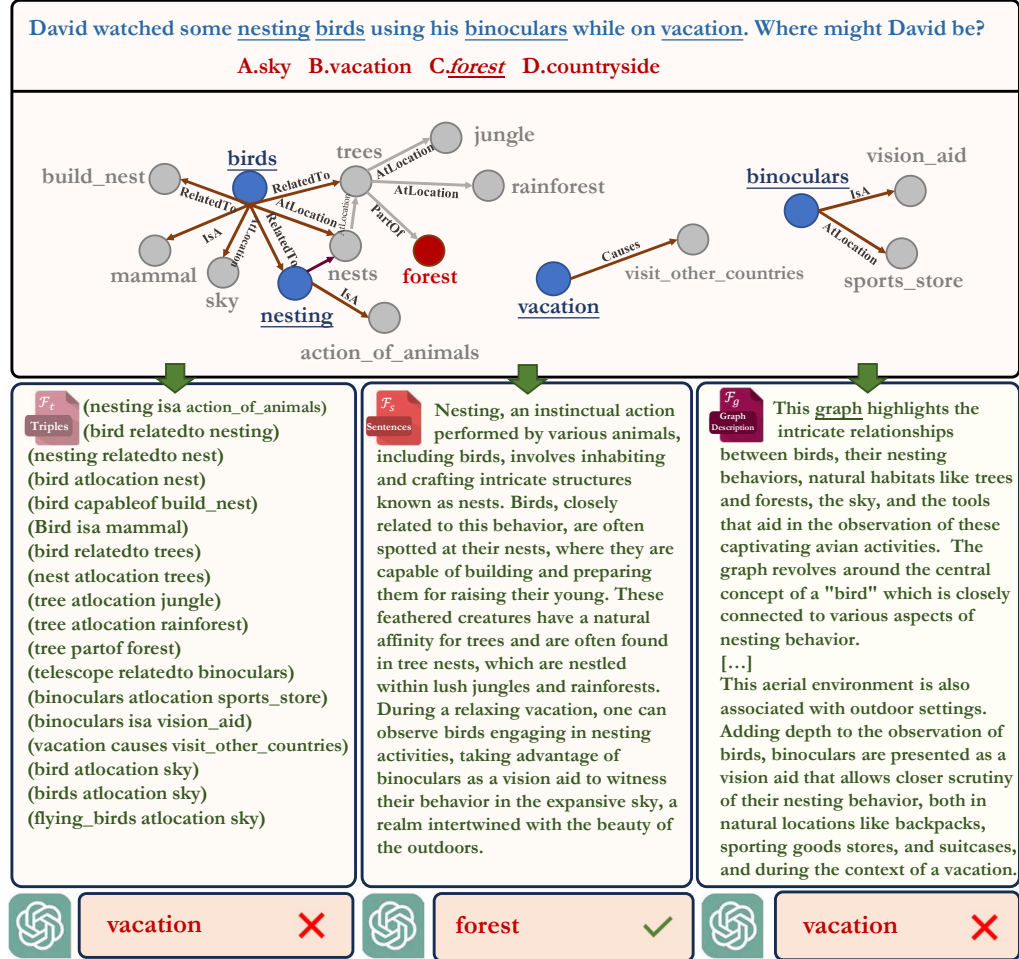 David watched some nesting birds using his binoculars while on vacation. Where might David be?
A.sky B.vacation C.forest D.countryside
build_nest
birds
trees
jungle
rainforest
mammal
sky
nesting
nests
forest
action_of_animals
RelatedTo
IsA
AtLocation
RelatedTo
RelatedTo
AtLocation
AtLocation
AtLocation
AtLocation
PartOf
IsA
vacation
Causes
visit_other_countries
binoculars
vision_aid
IsA
AtLocation
sports_store
Ft
Triples
(nesting isa action_of_animals)
(bird relatedto nesting)
(nesting relatedto nest)
(bird atlocation nest)
(bird capableof build_nest)
(Bird isa mammal)
(bird relatedto trees)
(nest atlocation trees)
(tree atlocation jungle)
(tree atlocation rainforest)
(tree partof forest)
(telescope relatedto binoculars)
(binoculars atlocation sports_store)
(binoculars isa vision_aid)
(vacation causes visit_other_countries)
(bird atlocation sky)
(birds atlocation sky)
(flying_birds atlocation sky)
Fs
Sentences
Nesting, an instinctual action
performed by various animals,
including birds, involves inhabiting
and crafting intricate structures
known as nests. Birds, closely
related to this behavior, are often
spotted at their nests, where they are
capable of building and preparing
them for raising their young. These
feathered creatures have a natural
affinity for trees and are often found
in tree nests, which are nestled
within lush jungles and rainforests.
During a relaxing vacation, one can
observe birds engaging in nesting
activities, taking advantage of
binoculars as a vision aid to witness
their behavior in the expansive sky, a
realm intertwined with the beauty of
the outdoors.
Fg
Graph
Description
This graph highlights the
intricate relationships
between birds, their nesting
behaviors, natural habitats like trees
and forests, the sky, and the tools
that aid in the observation of these
captivating avian activities. The
graph revolves around the central
concept of a "bird" which is closely
connected to various aspects of
nesting behavior.
[…]
This aerial environment is also
associated with outdoor settings.
Adding depth to the observation of
birds, binoculars are presented as a
vision aid that allows closer scrutiny
of their nesting behavior, both in
natural locations like backpacks,
sporting goods stores, and suitcases,
and during the context of a vacation.
vacation
forest
vacation